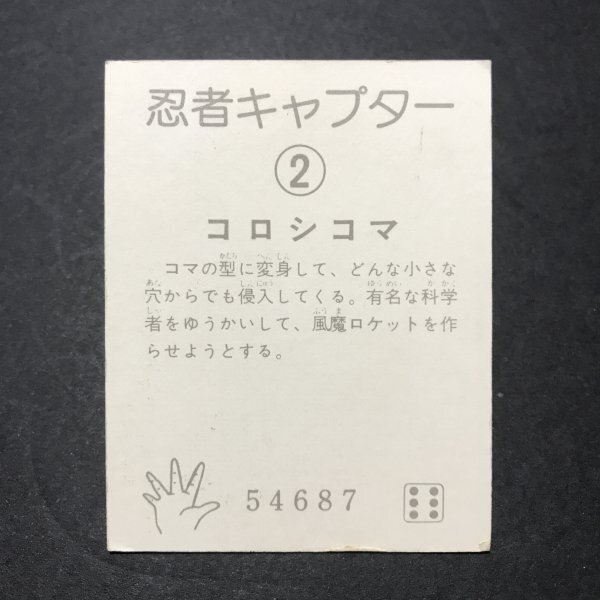 忍者キャプター
②
コロシコマ
コマの型に変身して、どんな小さな
穴からでも侵入してくる。有名な科学
者をゆうかいして、風魔ロケットを作
らせようとする。
54687